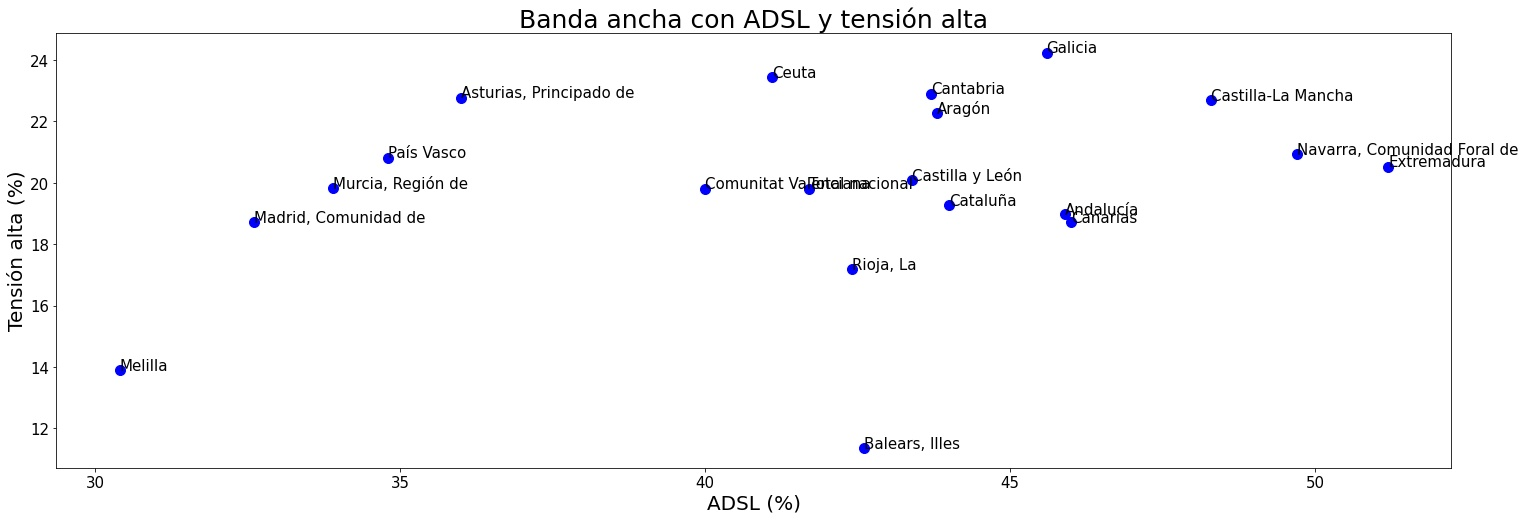 Banda ancha con ADSL y tensión alta
Tensión alta (%)
24
22
20
18
16
14
12
Galicia
Ceuta
Cantabria
Asturias, Principado de
Castilla-La Mancha
Aragón
Navarra, Comunidad Foral de
País Vasco
Extremadura
Castilla y León
Murcia, Región de
Comunitat Valenciana
Total nacional
Cataluña
Andalucía
Madrid, Comunidad de
Canarias
Rioja, La
Melilla
Balears, Illes
30 35 40 45 50
ADSL (%)